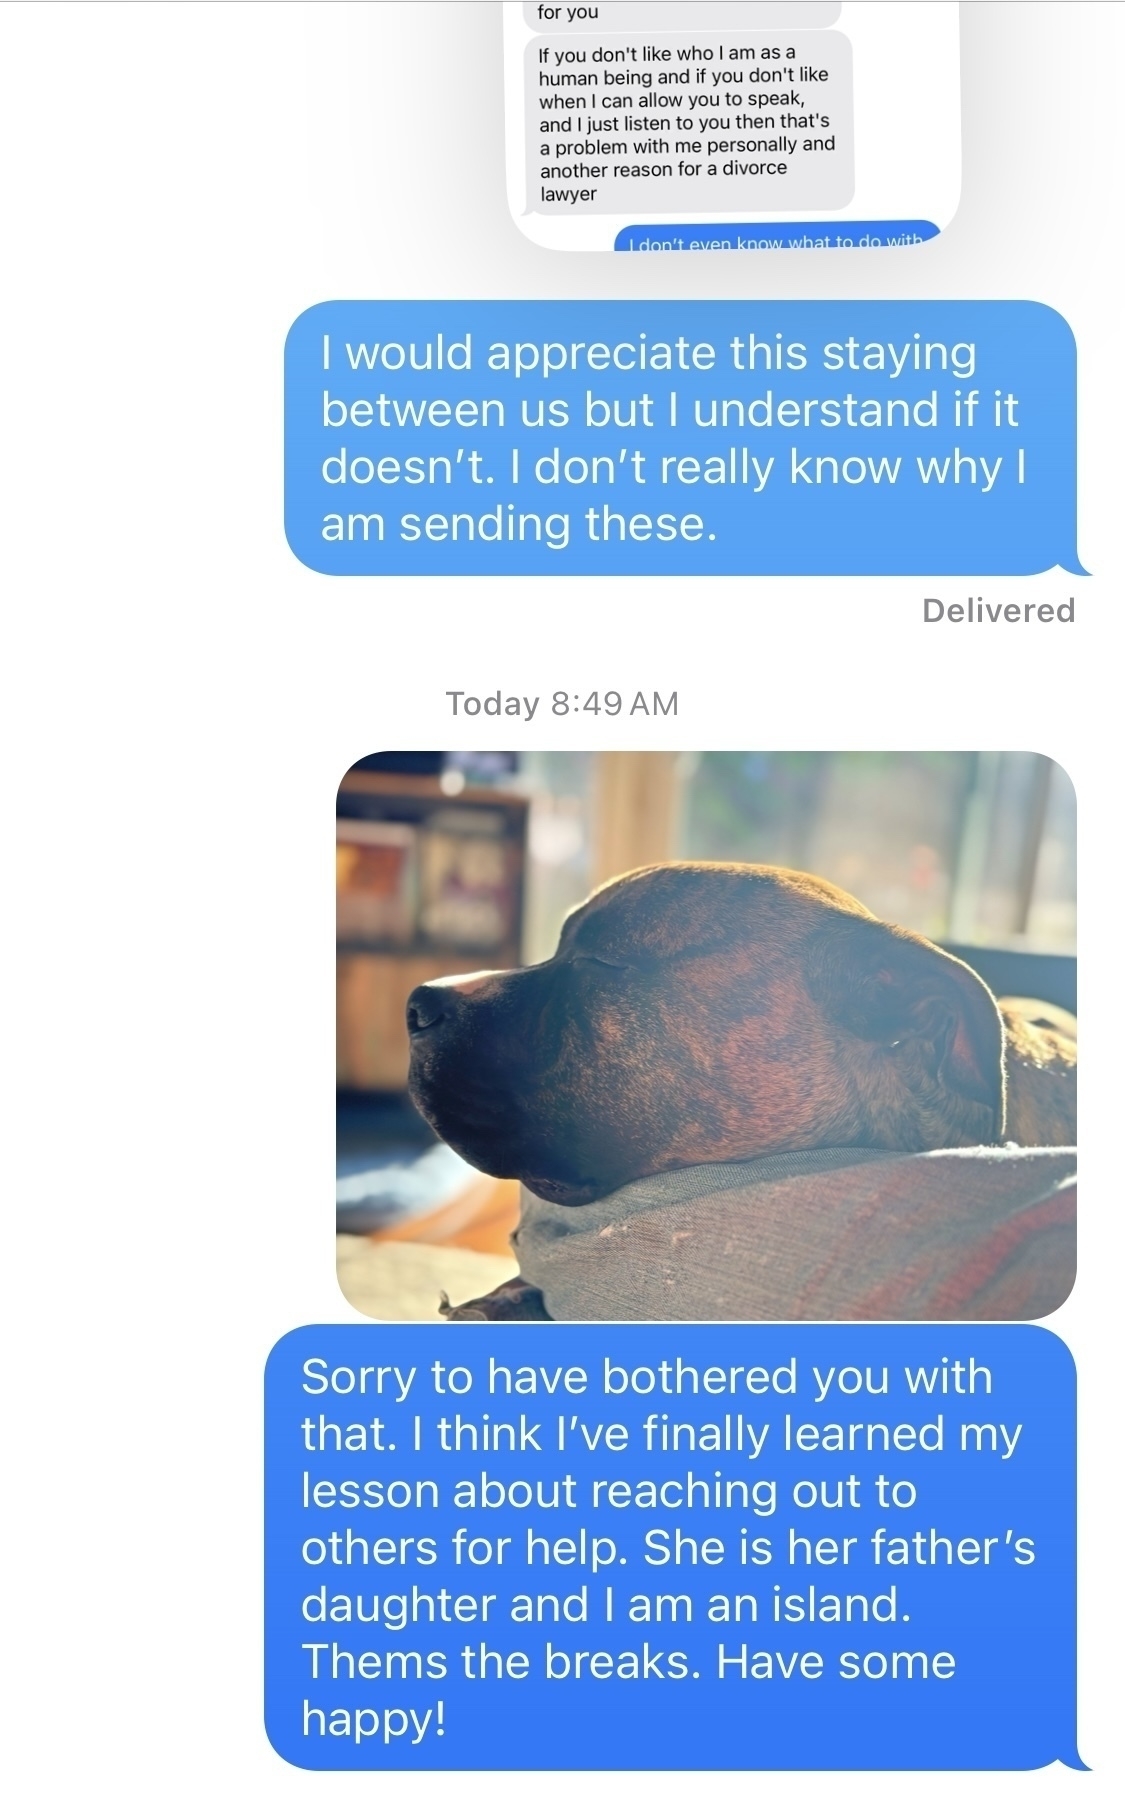 for you
If you don't like who I am as a
human being and if you don't like
when I can allow you to speak,
and I just listen to you then that's
a problem with me personally and
another reason for a divorce
lawyer
I don't even know what to do with
I would appreciate this staying
between us but I understand if it
doesn’t. I don’t really know why I
am sending these.
Delivered
Today 8:49 AM
Sorry to have bothered you with
that. I think I’ve finally learned my
lesson about reaching out to
others for help. She is her father’s
daughter and I am an island.
Thems the breaks. Have some
happy!